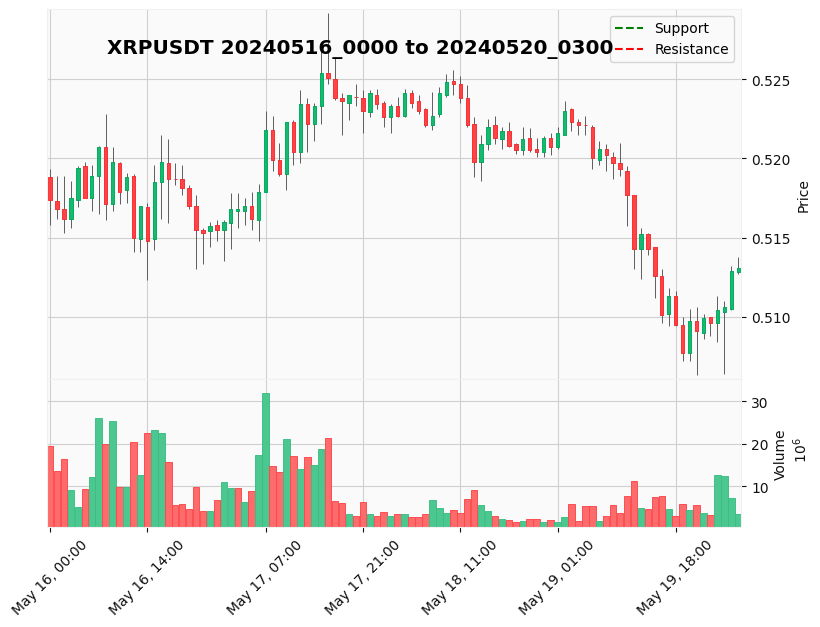 XRPUSDT 20240516_0000 to 20240520_0300
Support
Resistance
0.525
0.520
0.515
0.510
Price
30
20
10
Volume
10^6
May 16, 00:00
May 16, 14:00
May 17, 07:00
May 17, 21:00
May 18, 11:00
May 19, 01:00
May 19, 18:00